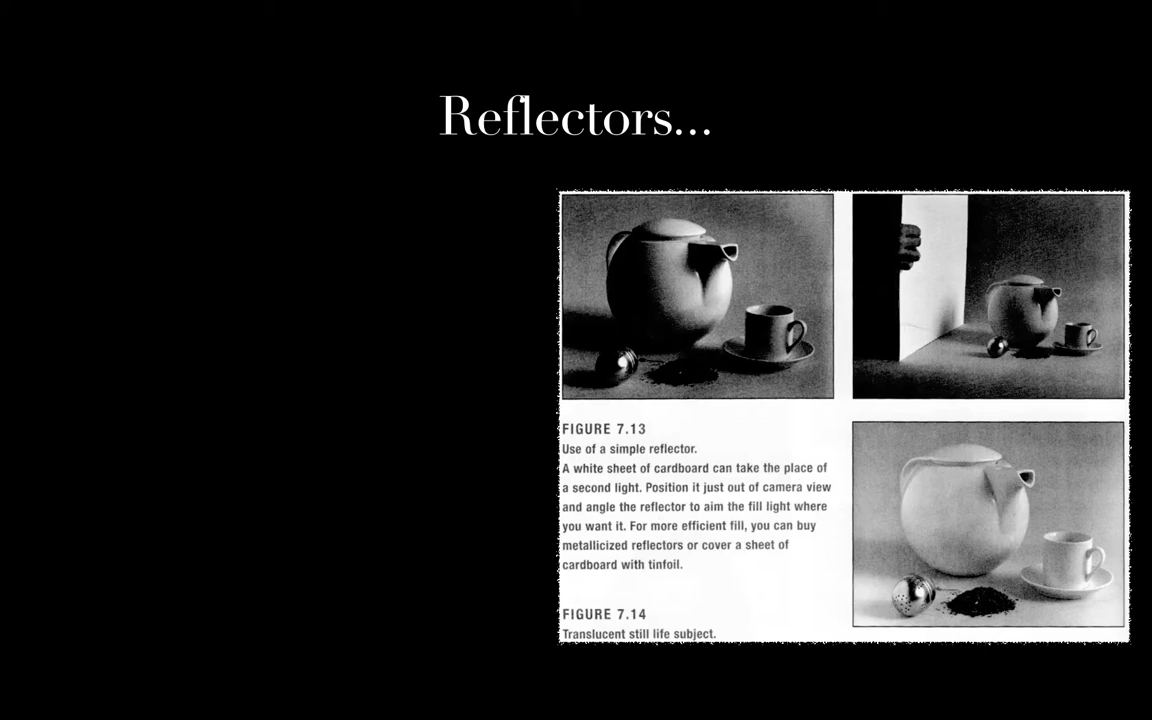 Reflectors...
FIGURE 7.13
Use of a simple reflector.
A white sheet of cardboard can take the place of
a second light. Position it just out of camera view
and angle the reflector to aim the fill light where
you want it. For more efficient fill, you can buy
metallicized reflectors or cover a sheet of
cardboard with tinfoil.
FIGURE 7.14
Translucent still life subject.